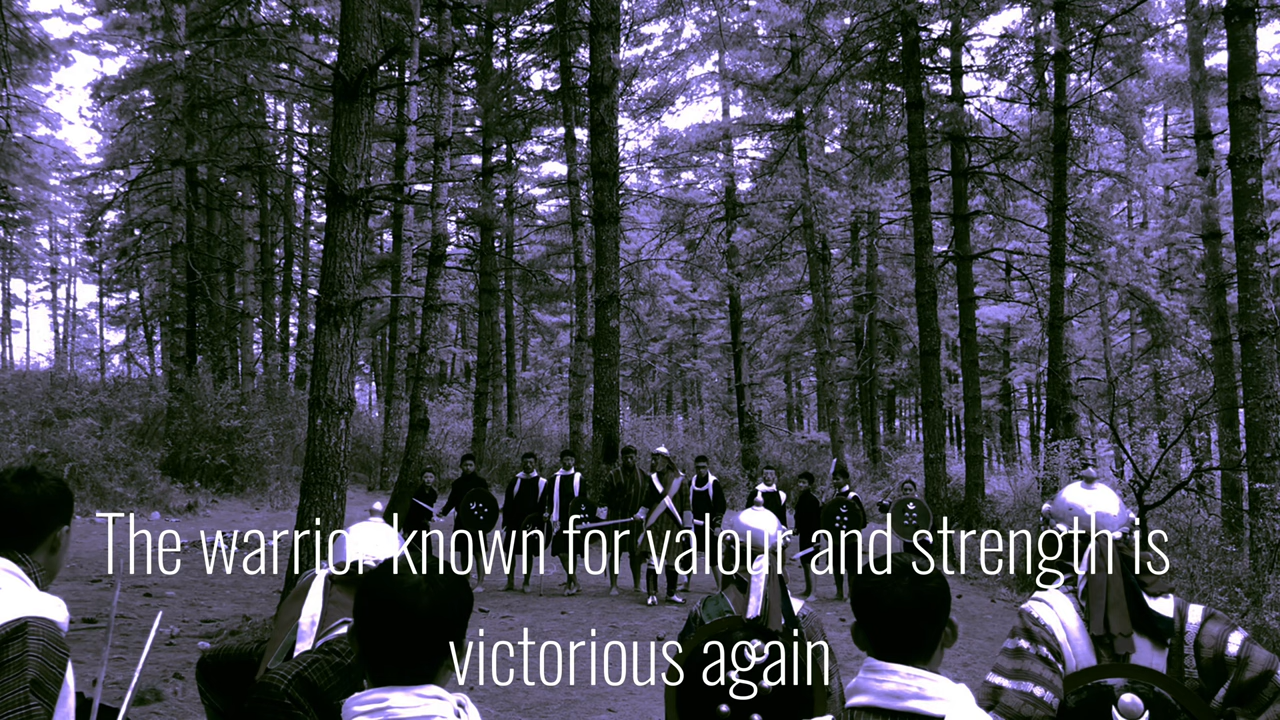 The warrior known for valour and strength is
victorious again